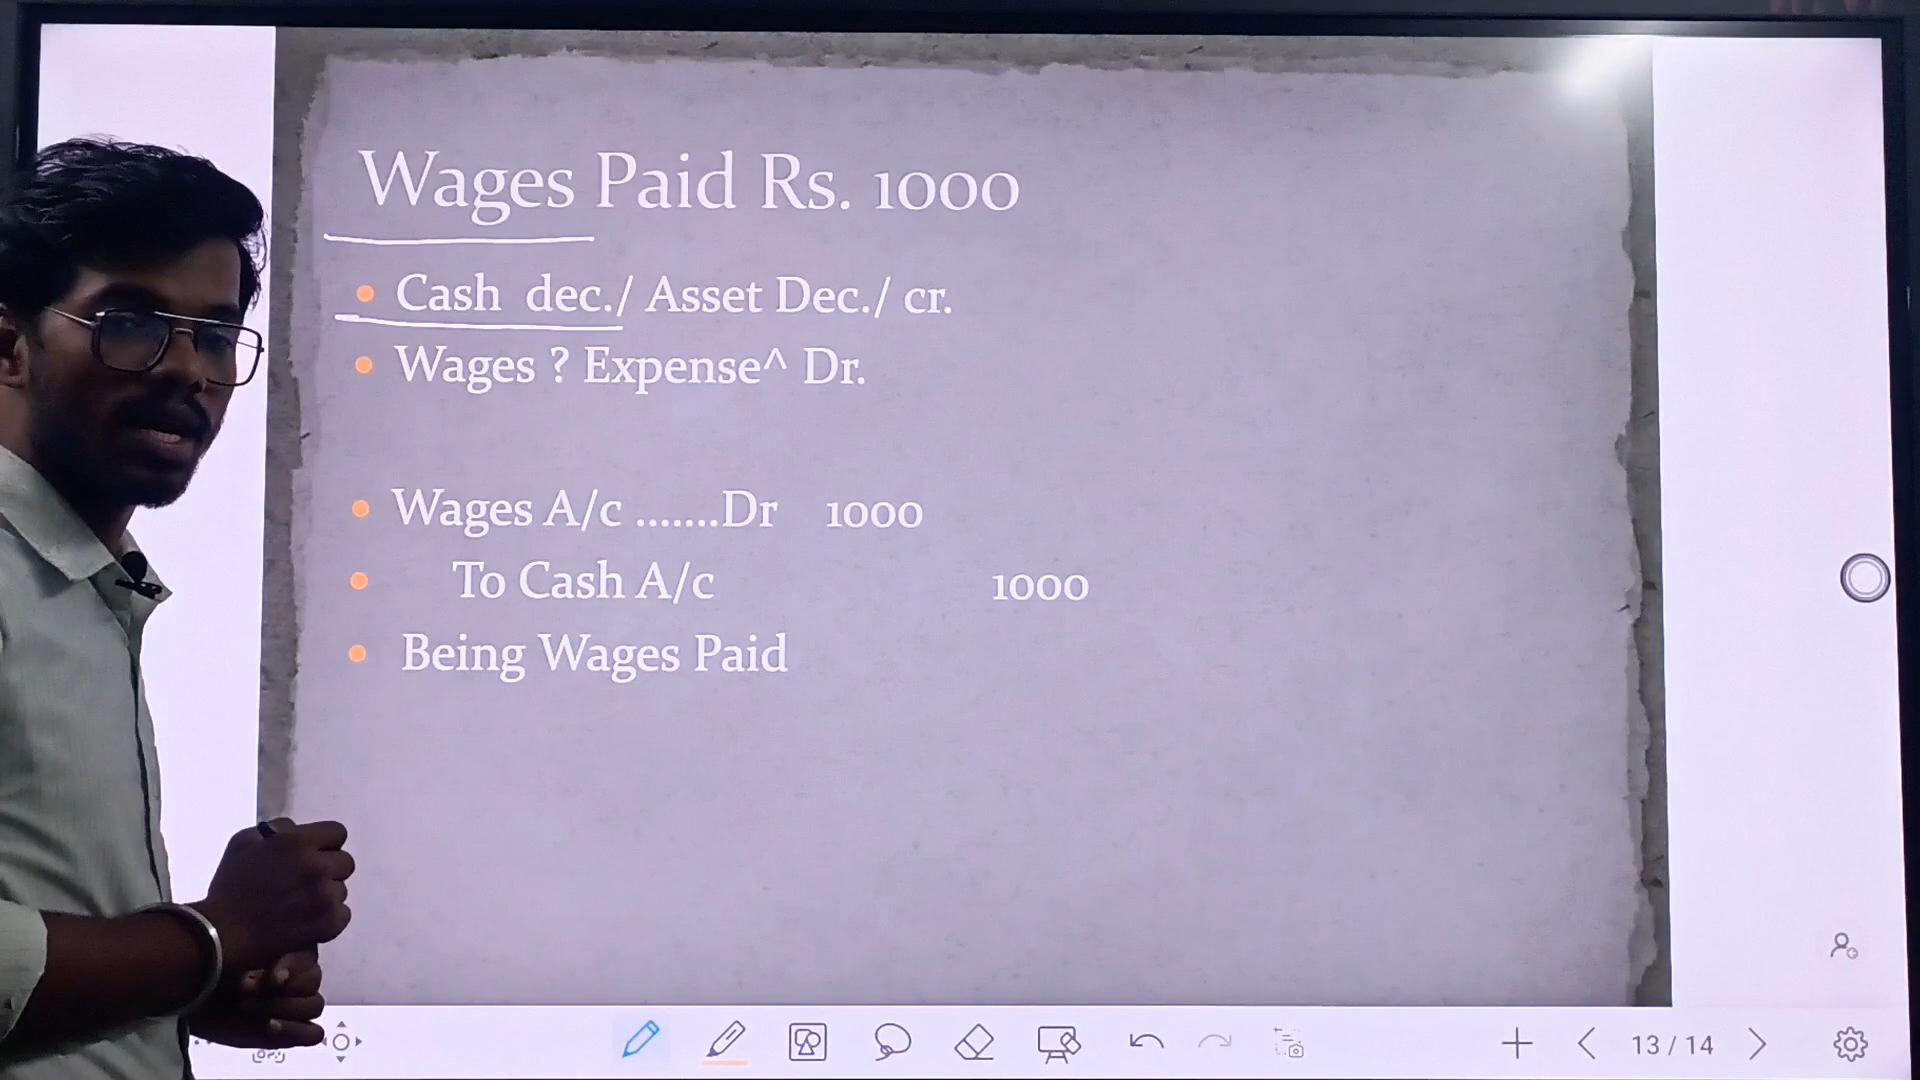 Wages Paid Rs. 1000
Cash dec./ Asset Dec./ cr.
Wages ? Expense^ Dr.
Wages A/c .......Dr 1000
To Cash A/c 1000
Being Wages Paid
13 / 14